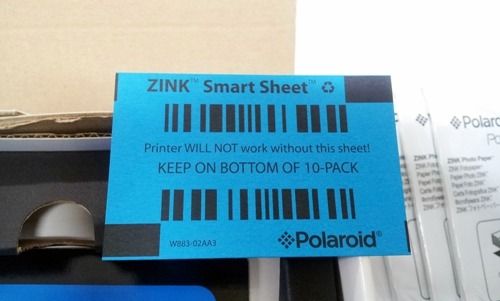 ZINK™ Smart Sheet™
Printer WILL NOT work without this sheet!
KEEP ON BOTTOM OF 10-PACK
W883-02AA3
Polaroid®
Polaroid
ZINK Photo Paper